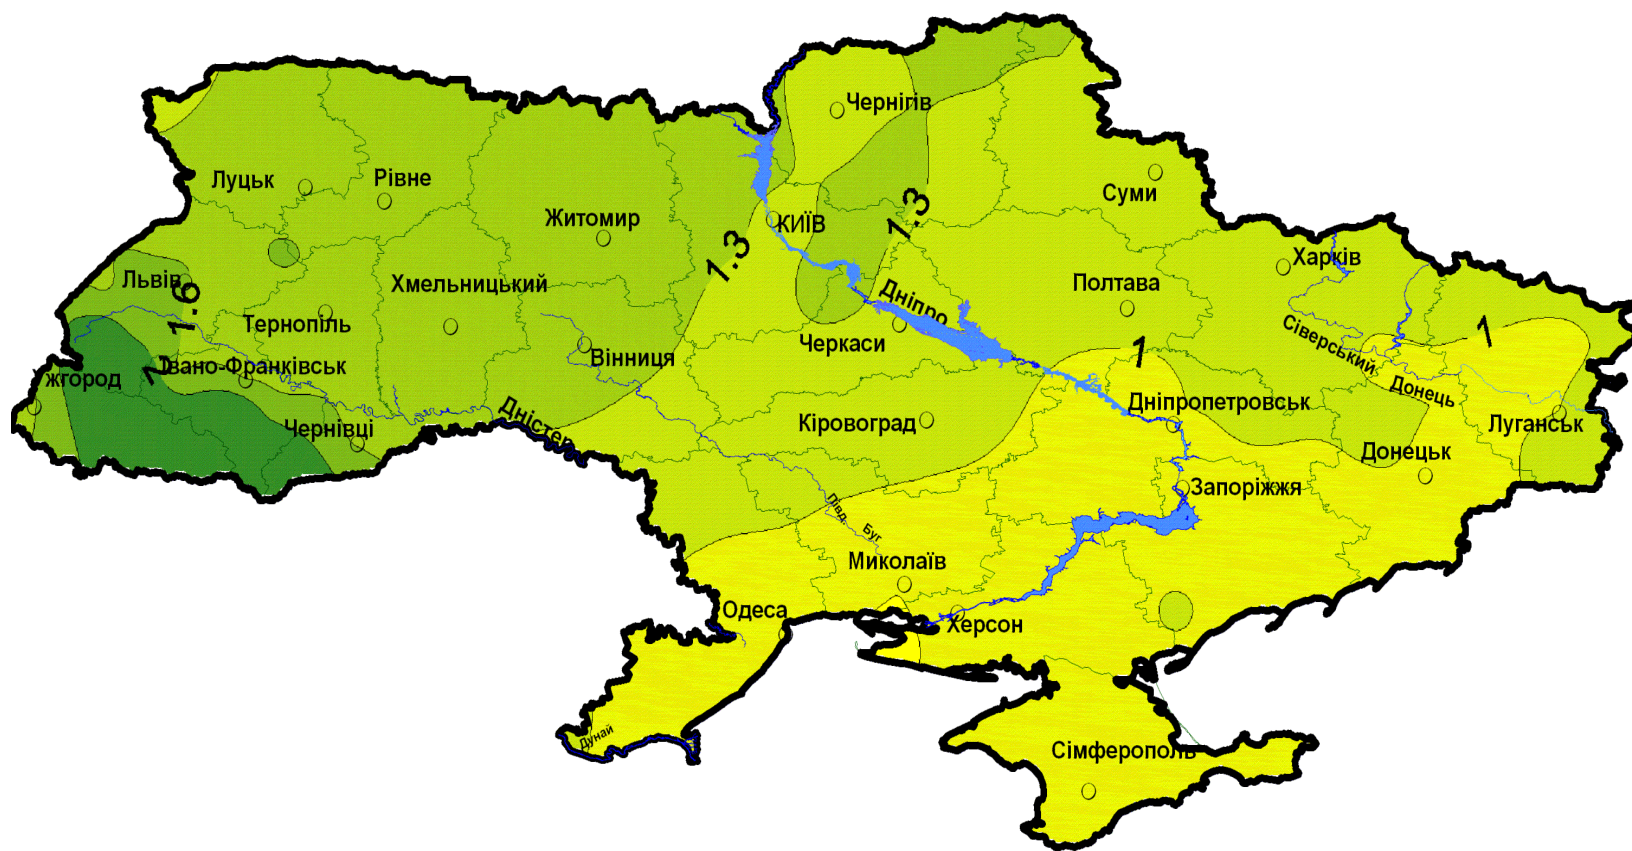 Чернігів
Луцьк
Рівне
Суми
Житомир
КИЇВ
1.3
1.3
Харків
Львів
Хмельницький
Полтава
1.6
Дніпро
Тернопіль
Черкаси
Сіверський
1
1
Вінниця
Івано-Франківськ
жгород
2
Донець
Дніпропетровськ
Дністер
Кіровоград
Чернівці
Луганськ
Донецьк
Запоріжжя
Півд.
Буг
Миколаїв
Одеса
Херсон
Дунай
Сімферополь